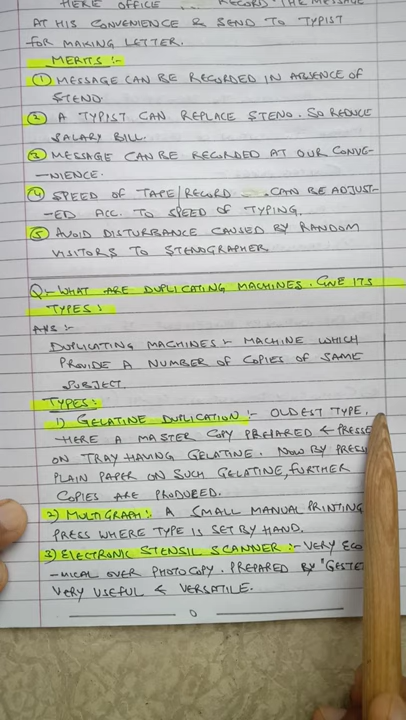 HERE OFFICE RECORD THE MESSAGE
AT HIS CONVENIENCE & SEND TO TYPIST
FOR MAKING LETTER.
MERITS :-
① MESSAGE CAN BE RECORDED IN ABSENCE OF
STENO.
② A TYPIST CAN REPLACE STENO. SO REDUCE
SALARY BILL.
③ MESSAGE CAN BE RECORDED AT OUR CONVE-
-NIENCE.
④ SPEED OF TAPE/RECORD CAN BE ADJUST-
-ED ACC. TO SPEED OF TYPING.
⑤ AVOID DISTURBANCE CAUSED BY RANDOM
VISITORS TO STENOGRAPHER
Q:- WHAT ARE DUPLICATING MACHINES. GIVE ITS
TYPES:
ANS :-
DUPLICATING MACHINES :- MACHINE WHICH
PROVIDE A NUMBER OF COPIES OF SAME
SUBJECT.
TYPES:
1) GELATINE DUPLICATION :- OLDEST TYPE.
HERE A MASTER COPY PREPARED & PRESSE
ON TRAY HAVING GELATINE. NOW BY PRESS
PLAIN PAPER ON SUCH GELATINE, FURTHER
COPIES ARE PRODURED.
2) MULTIGRAPH :- A SMALL MANUAL PRINTING
PRESS WHERE TYPE IS SET BY HAND.
3) ELECTRONIC STENSIL SCANNER :- VERY ECO
-MICAL OVER PHOTOCOPY. PREPARED BY "GESTE
VERY USEFUL & VERSATILE.